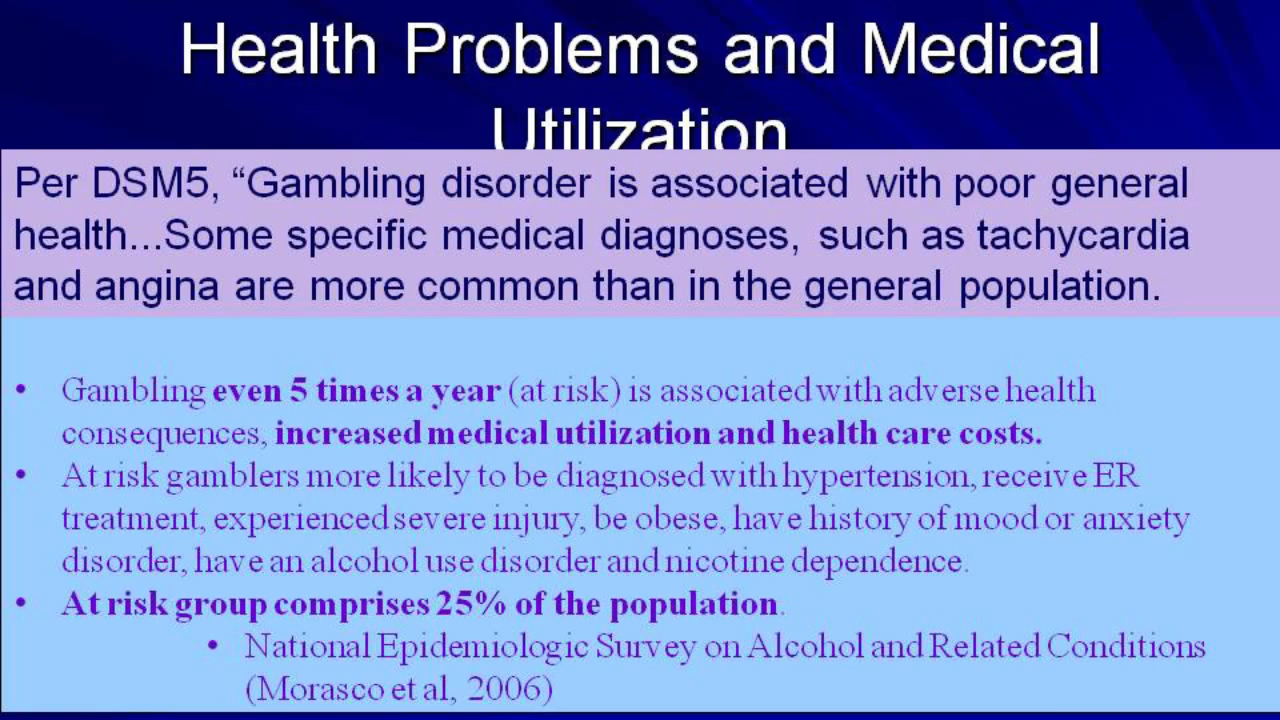 Health Problems and Medical
Utilization
Per DSM5, “Gambling disorder is associated with poor general
health...Some specific medical diagnoses, such as tachycardia
and angina are more common than in the general population.
• Gambling even 5 times a year (at risk) is associated with adverse health
consequences, increased medical utilization and health care costs.
• At risk gamblers more likely to be diagnosed with hypertension, receive ER
treatment, experienced severe injury, be obese, have history of mood or anxiety
disorder, have an alcohol use disorder and nicotine dependence.
• At risk group comprises 25% of the population.
• National Epidemiologic Survey on Alcohol and Related Conditions
(Morasco et al, 2006)